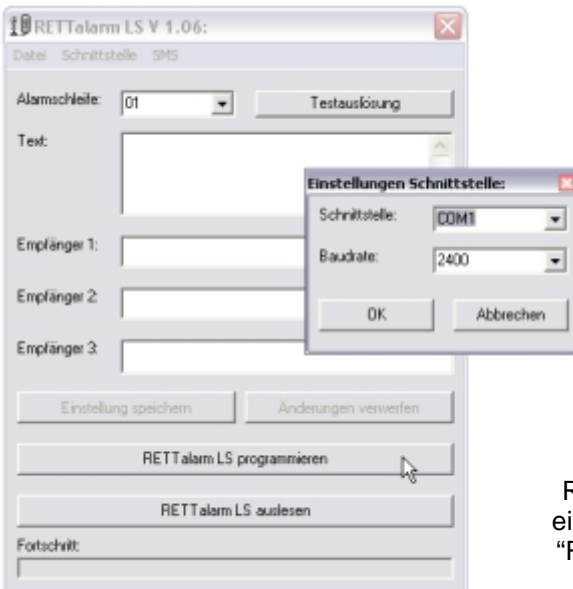 RETTalarm LS V 1.06:
Datei Schnittstelle SMS
Alarmschleife: 01 Testauslösung
Text:
Einstellungen Schnittstelle:
Schnittstelle: COM1
Baudrate: 2400
OK Abbrechen
Empfänger 1:
Empfänger 2:
Empfänger 3:
Einstellung speichern Änderungen verwerfen
RETTalarm LS programmieren
RETTalarm LS auslesen
Fortschritt:
R
ei
“F